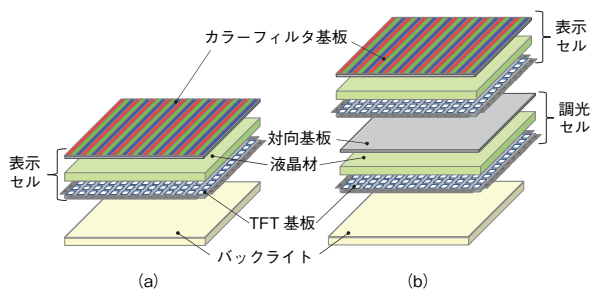 カラーフィルタ基板
表示
セル
対向基板
調光
セル
表示
セル
液晶材
TFT 基板
バックライト
(a)
(b)